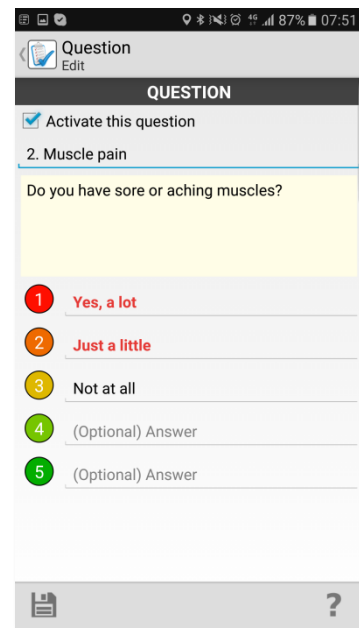 46 87% 07:51
Question
Edit
QUESTION
Activate this question
2. Muscle pain
Do you have sore or aching muscles?
1 Yes, a lot
2 Just a little
3 Not at all
4 (Optional) Answer
5 (Optional) Answer
?